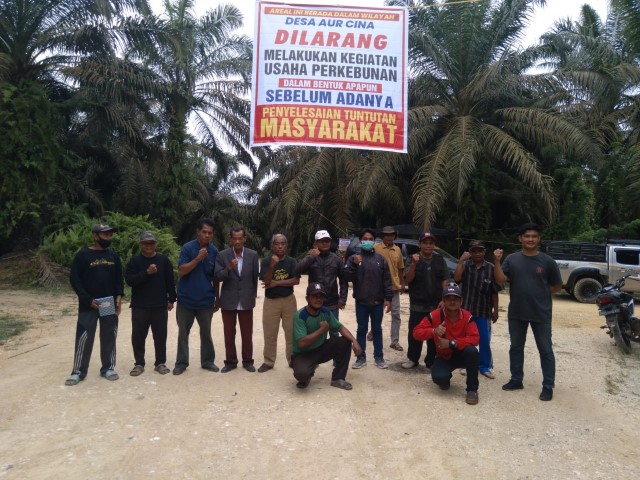 AREAL INI BERADA DALAM WILAYAH
DESA AUR CINA
DILARANG
MELAKUKAN KEGIATAN
USAHA PERKEBUNAN
DALAM BENTUK APAPUN
SEBELUM ADANYA
PENYELESAIAN TUNTUTAN
MASYARAKAT